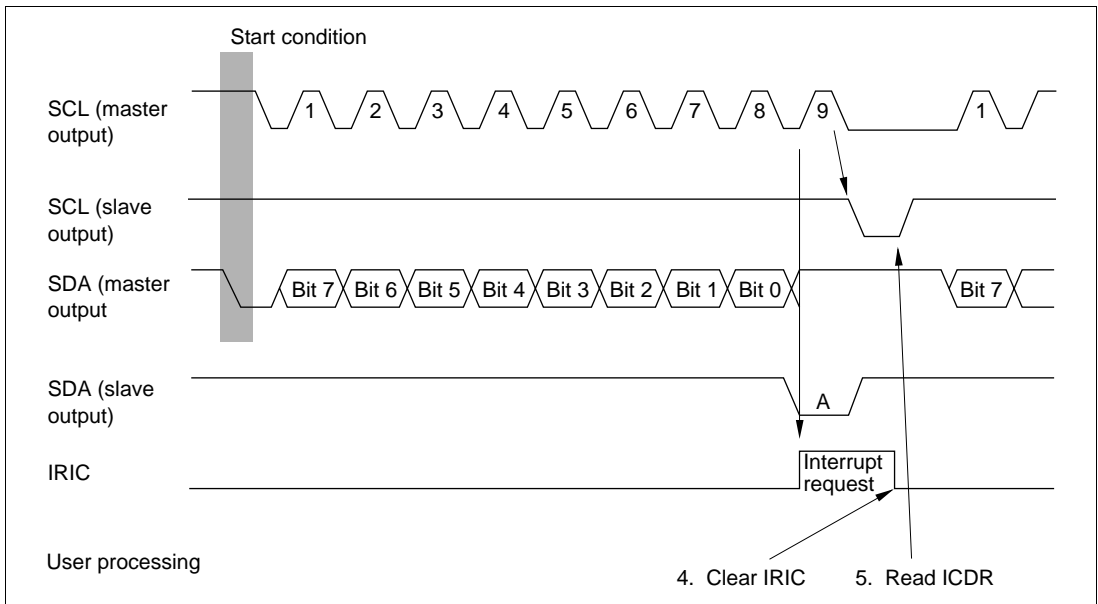 Start condition
SCL (master
output)
1 2 3 4 5 6 7 8 9 1
SCL (slave
output)
SDA (master
output
Bit 7 Bit 6 Bit 5 Bit 4 Bit 3 Bit 2 Bit 1 Bit 0 Bit 7
SDA (slave
output)
A
IRIC
Interrupt
request
User processing
4. Clear IRIC 5. Read ICDR